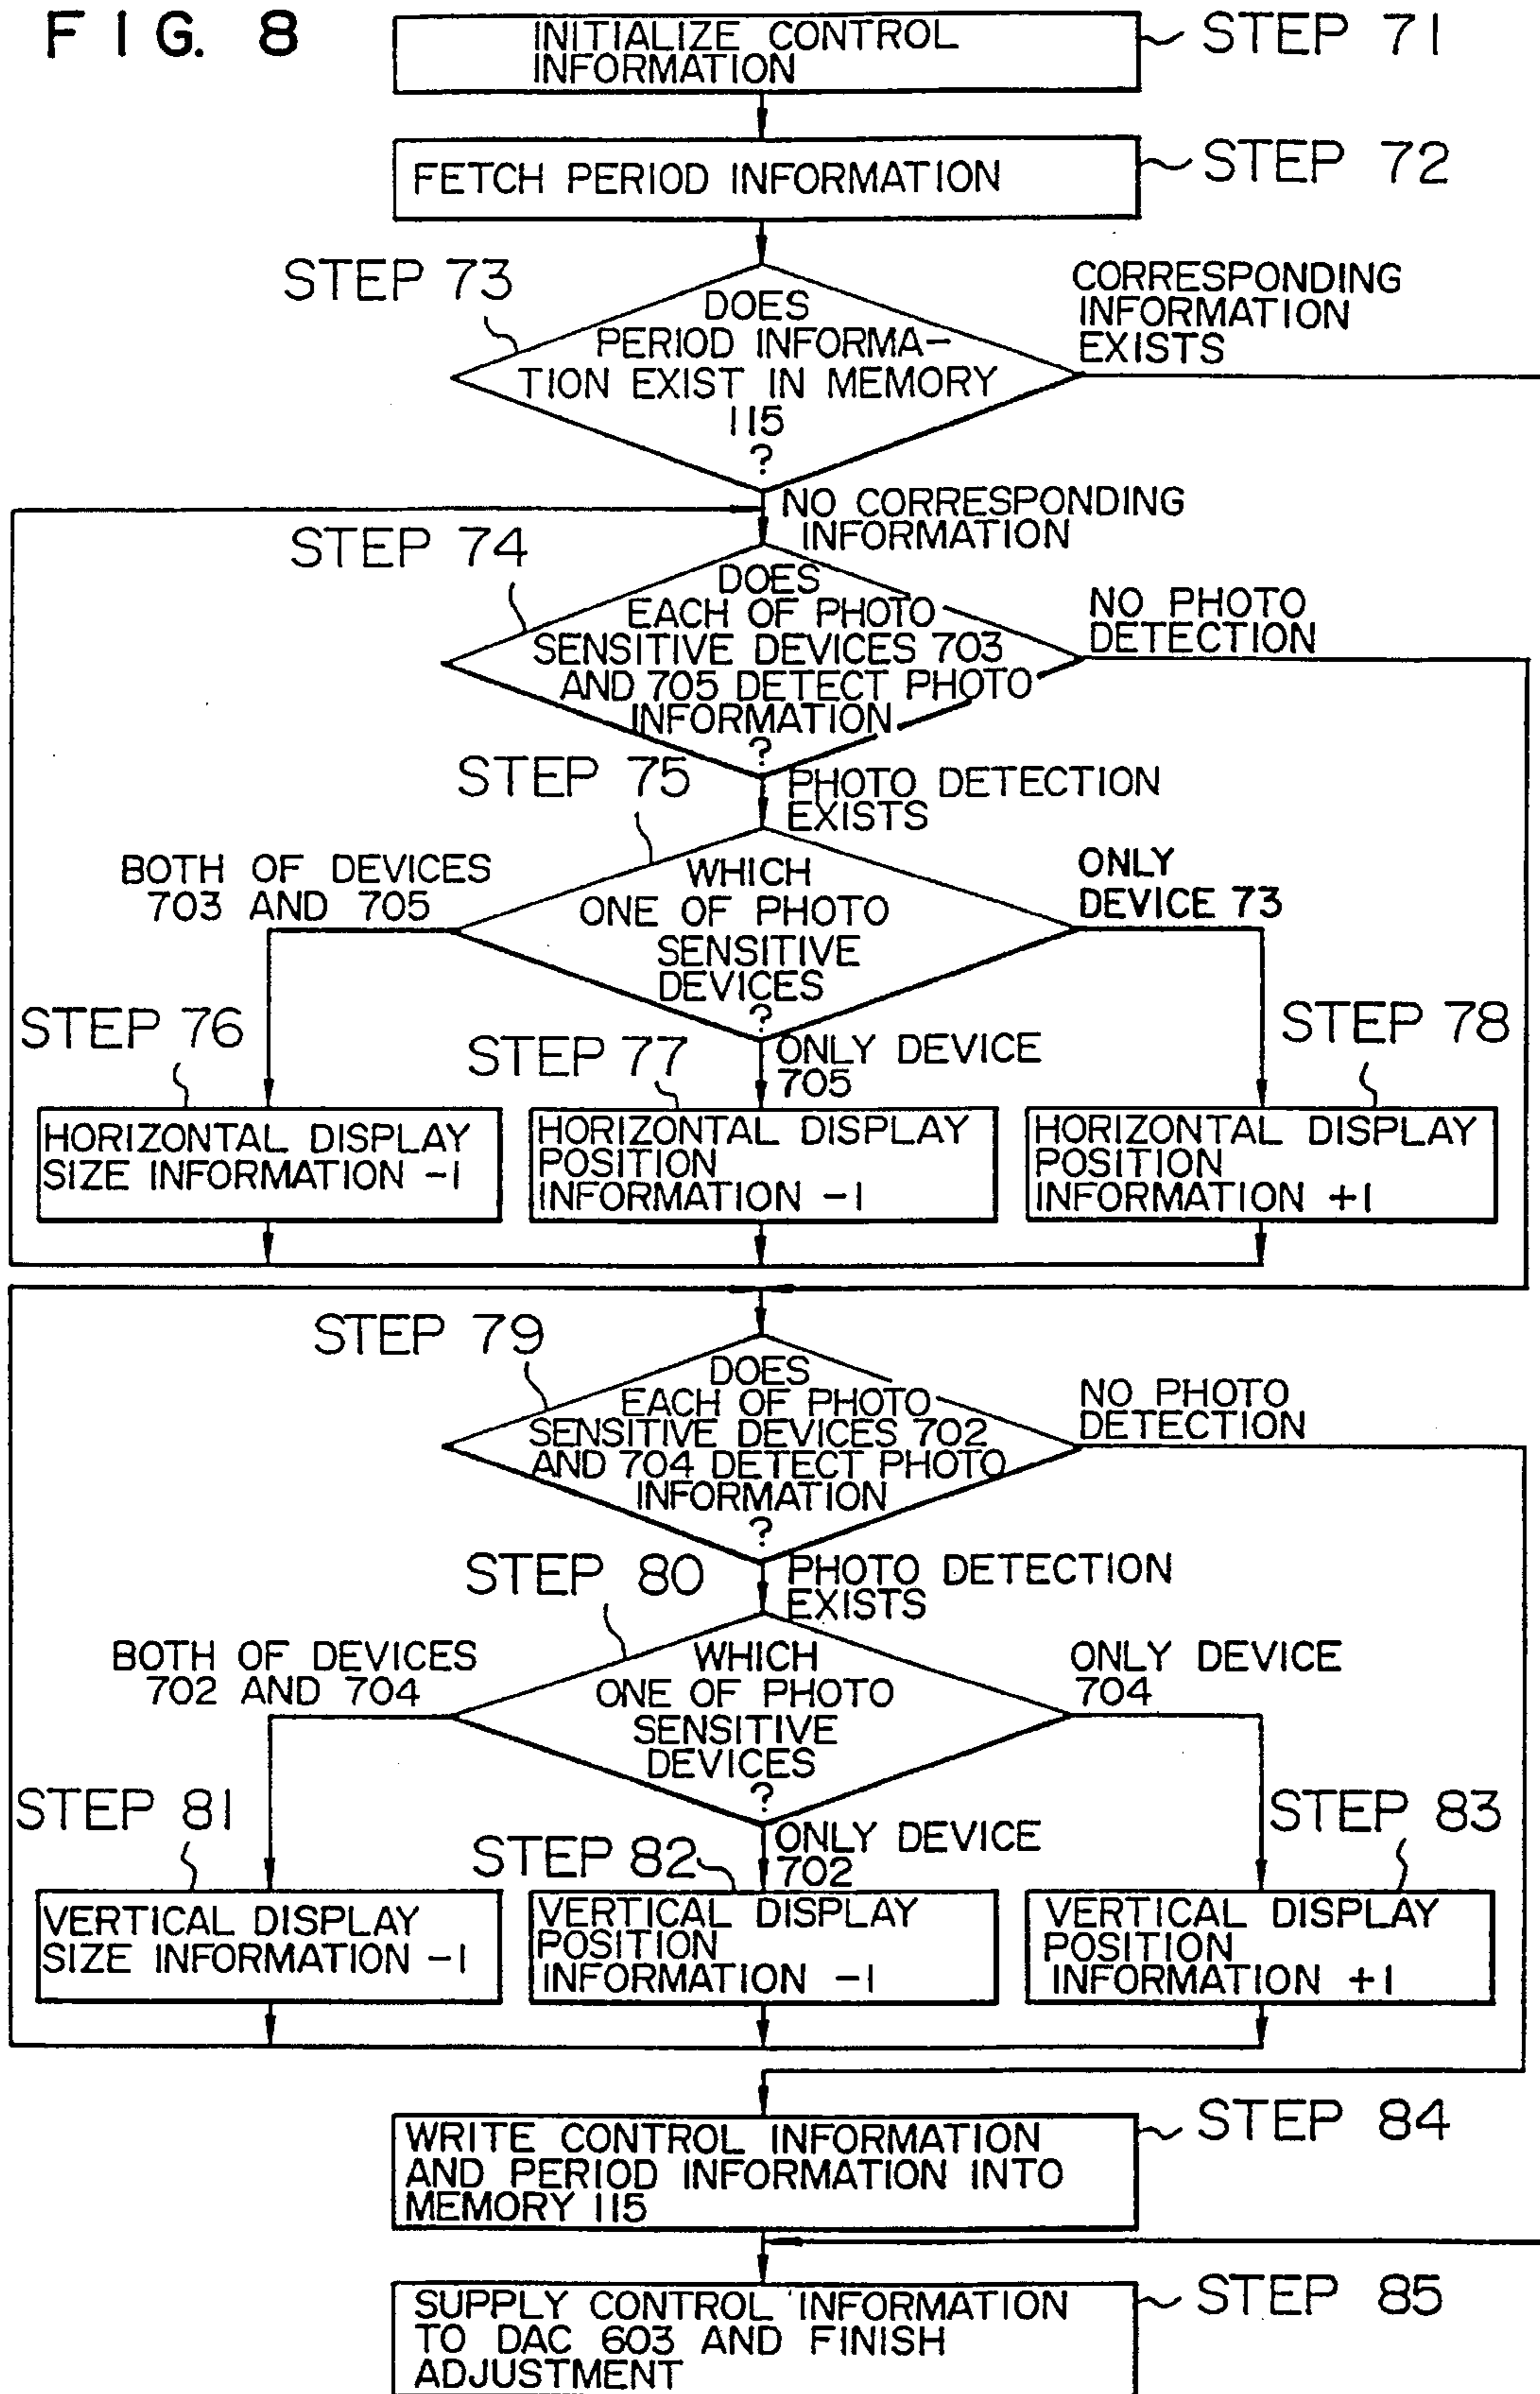 FIG. 8
INITIALIZE CONTROL
INFORMATION
STEP 71
FETCH PERIOD INFORMATION
STEP 72
STEP 73
DOES
PERIOD INFORMA-
TION EXIST IN MEMORY
115
?
CORRESPONDING
INFORMATION
EXISTS
NO CORRESPONDING
INFORMATION
STEP 74
DOES
EACH OF PHOTO
SENSITIVE DEVICES 703
AND 705 DETECT PHOTO
INFORMATION
?
NO PHOTO
DETECTION
PHOTO DETECTION
EXISTS
STEP 75
WHICH
ONE OF PHOTO
SENSITIVE
DEVICES
?
BOTH OF DEVICES
703 AND 705
ONLY
DEVICE 73
ONLY DEVICE
705
STEP 76
HORIZONTAL DISPLAY
SIZE INFORMATION -1
STEP 77
HORIZONTAL DISPLAY
POSITION
INFORMATION -1
STEP 78
HORIZONTAL DISPLAY
POSITION
INFORMATION +1
STEP 79
DOES
EACH OF PHOTO
SENSITIVE DEVICES 702
AND 704 DETECT PHOTO
INFORMATION
?
NO PHOTO
DETECTION
PHOTO DETECTION
EXISTS
STEP 80
WHICH
ONE OF PHOTO
SENSITIVE
DEVICES
?
BOTH OF DEVICES
702 AND 704
ONLY DEVICE
704
ONLY DEVICE
702
STEP 81
VERTICAL DISPLAY
SIZE INFORMATION -1
STEP 82
VERTICAL DISPLAY
POSITION
INFORMATION -1
STEP 83
VERTICAL DISPLAY
POSITION
INFORMATION +1
WRITE CONTROL INFORMATION
AND PERIOD INFORMATION INTO
MEMORY 115
STEP 84
SUPPLY CONTROL INFORMATION
TO DAC 603 AND FINISH
ADJUSTMENT
STEP 85